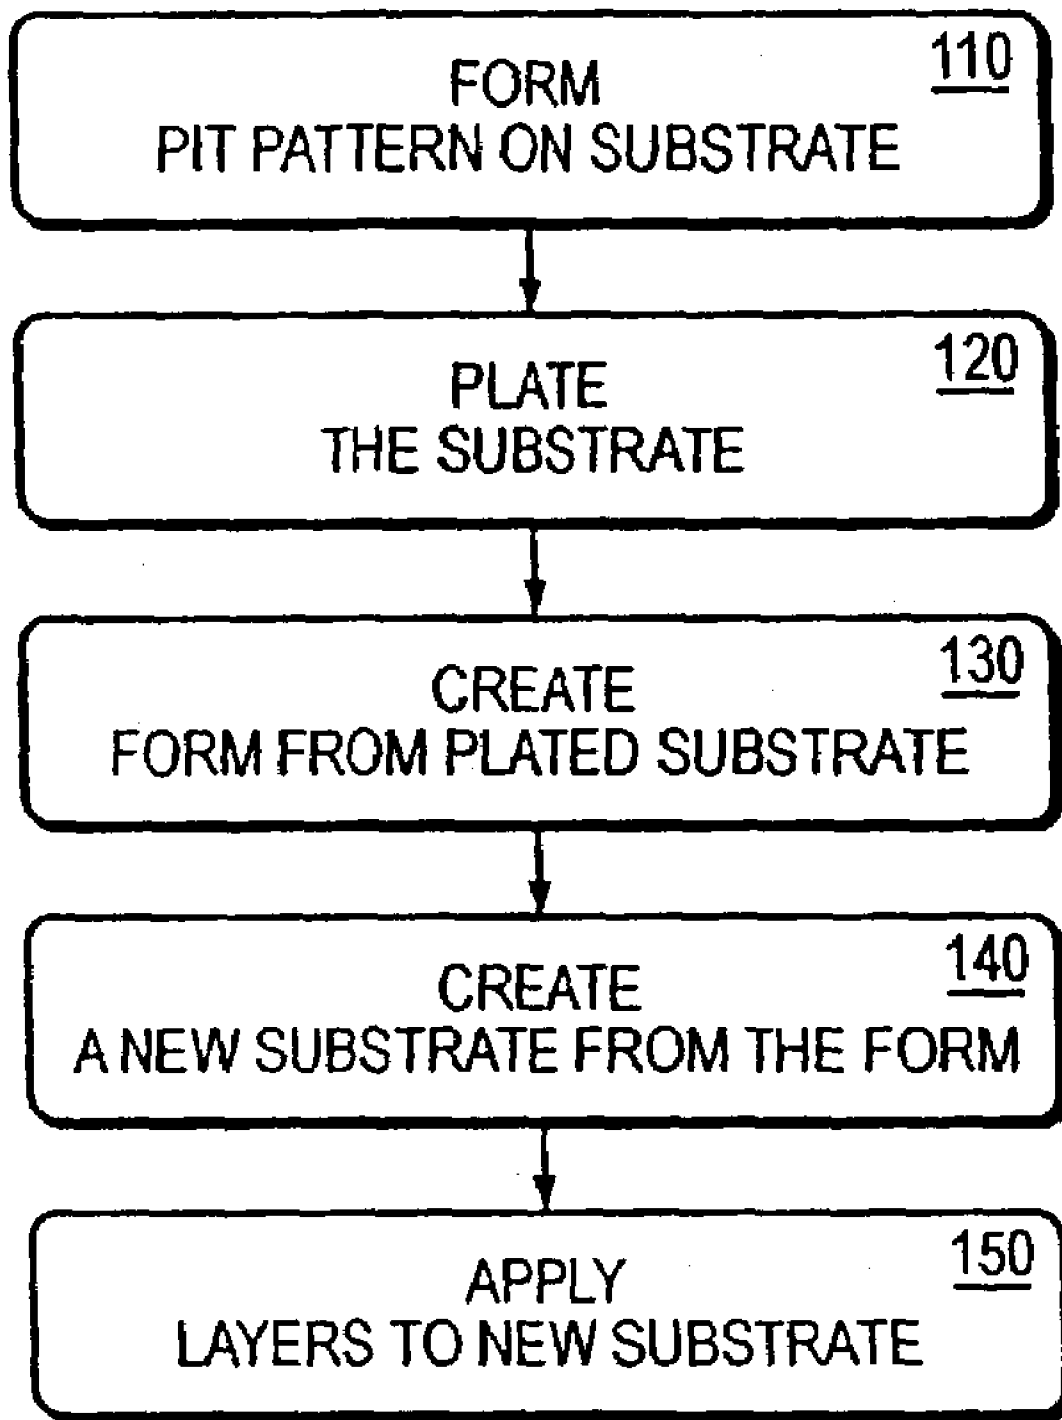 110
FORM
PIT PATTERN ON SUBSTRATE
120
PLATE
THE SUBSTRATE
130
CREATE
FORM FROM PLATED SUBSTRATE
140
CREATE
A NEW SUBSTRATE FROM THE FORM
150
APPLY
LAYERS TO NEW SUBSTRATE